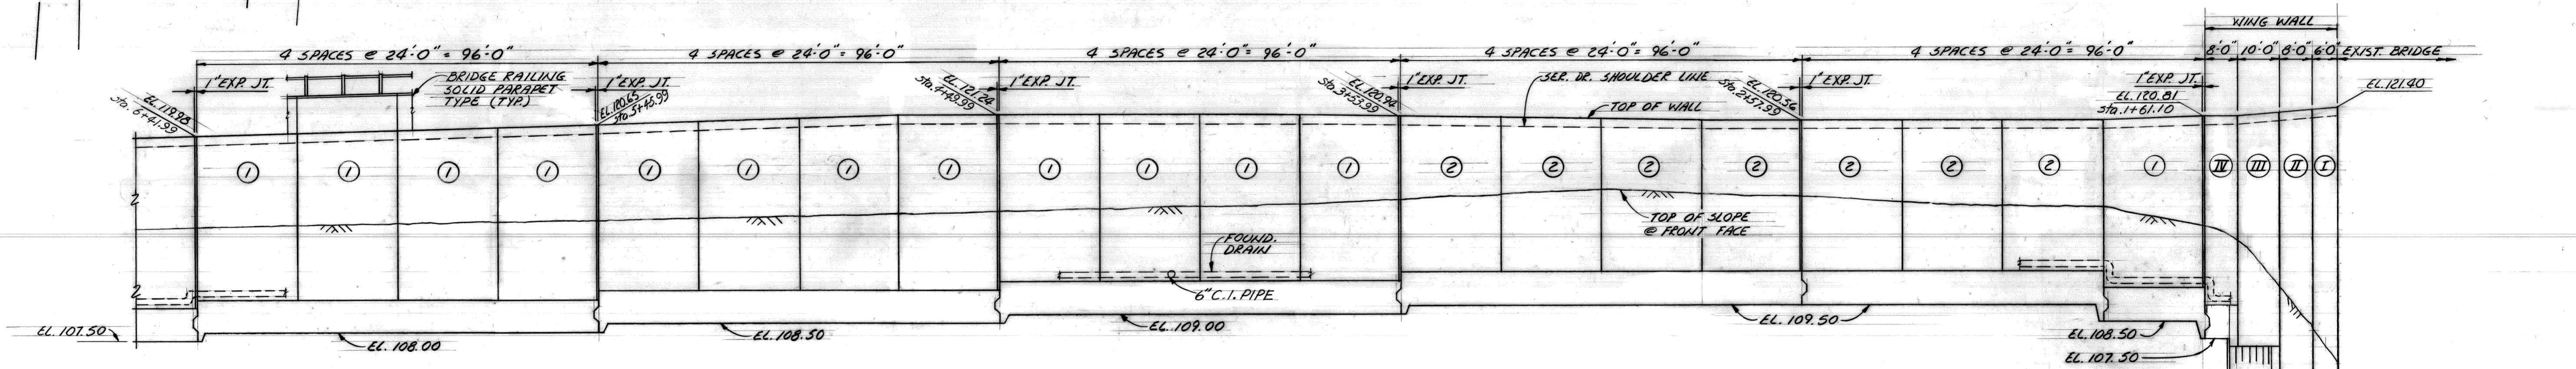 WING WALL
4 SPACES @ 24'-0" = 96'-0"
4 SPACES @ 24'-0" = 96'-0"
4 SPACES @ 24'-0" = 96'-0"
4 SPACES @ 24'-0" = 96'-0"
4 SPACES @ 24'-0" = 96'-0"
8'-0"
10'-0"
8'-0"
6'-0"
EXIST. BRIDGE
1" EXP. JT.
BRIDGE RAILING
SOLID PARAPET
TYPE (TYP.)
1" EXP. JT.
1" EXP. JT.
1" EXP. JT.
SER. DR. SHOULDER LINE
TOP OF WALL
1" EXP. JT.
1" EXP. JT.
EL. 119.98
Sta. 6+41.99
EL. 120.65
Sta. 5+45.99
EL. 121.24
Sta. 4+49.99
EL. 120.94
Sta. 3+53.99
EL. 120.56
Sta. 2+57.99
EL. 120.81
Sta. 1+61.10
EL. 121.40
1
1
1
1
1
1
1
1
1
1
1
1
2
2
2
2
2
2
2
1
IV
III
II
I
2
2
TOP OF SLOPE
@ FRONT FACE
FOUND.
DRAIN
6" C.I. PIPE
EL. 107.50
EL. 108.00
EL. 108.50
EL. 109.00
EL. 109.50
EL. 108.50
EL. 107.50